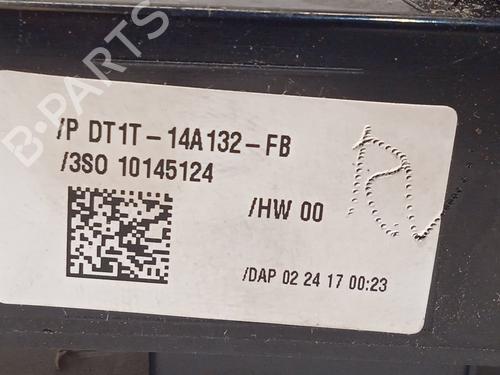 B-PARTS
/P DT1T-14A132-FB
/3S0 10145124
/HW 00
/DAP 02 24 17 00:23